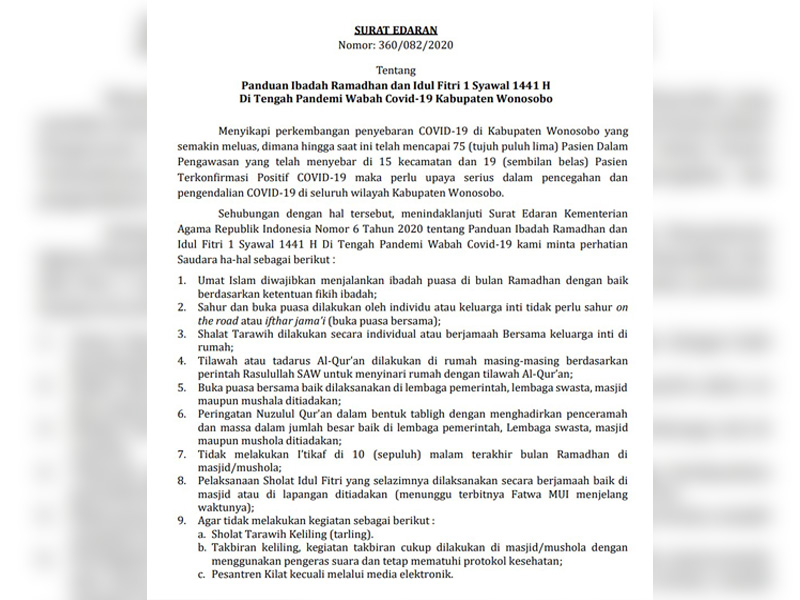 SURAT EDARAN
Nomor: 360/082/2020
Tentang
Panduan Ibadah Ramadhan dan Idul Fitri 1 Syawal 1441 H
Di Tengah Pandemi Wabah Covid-19 Kabupaten Wonosobo
Menyikapi perkembangan penyebaran COVID-19 di Kabupaten Wonosobo yang
semakin meluas, dimana hingga saat ini telah mencapai 75 (tujuh puluh lima) Pasien Dalam
Pengawasan yang telah menyebar di 15 kecamatan dan 19 (sembilan belas) Pasien
Terkonfirmasi Positif COVID-19 maka perlu upaya serius dalam pencegahan dan
pengendalian COVID-19 di seluruh wilayah Kabupaten Wonosobo.
Sehubungan dengan hal tersebut, menindaklanjuti Surat Edaran Kementerian
Agama Republik Indonesia Nomor 6 Tahun 2020 tentang Panduan Ibadah Ramadhan dan
Idul Fitri 1 Syawal 1441 H Di Tengah Pandemi Wabah Covid-19 kami minta perhatian
Saudara ha-hal sebagai berikut :
1. Umat Islam diwajibkan menjalankan ibadah puasa di bulan Ramadhan dengan baik
berdasarkan ketentuan fikih ibadah;
2. Sahur dan buka puasa dilakukan oleh individu atau keluarga inti tidak perlu sahur on
the road atau ifthar jama'i (buka puasa bersama);
3. Shalat Tarawih dilakukan secara individual atau berjamaah Bersama keluarga inti di
rumah;
4. Tilawah atau tadarus Al-Qur'an dilakukan di rumah masing-masing berdasarkan
perintah Rasulullah SAW untuk menyinari rumah dengan tilawah Al-Qur'an;
5. Buka puasa bersama baik dilaksanakan di lembaga pemerintah, lembaga swasta, masjid
maupun mushala ditiadakan;
6. Peringatan Nuzulul Qur'an dalam bentuk tabligh dengan menghadirkan penceramah
dan massa dalam jumlah besar baik di lembaga pemerintah, Lembaga swasta, masjid
maupun mushola ditiadakan;
7. Tidak melakukan I'tikaf di 10 (sepuluh) malam terakhir bulan Ramadhan di
masjid/mushola;
8. Pelaksanaan Sholat Idul Fitri yang selazimnya dilaksanakan secara berjamaah baik di
masjid atau di lapangan ditiadakan (menunggu terbitnya Fatwa MUI menjelang
waktunya);
9. Agar tidak melakukan kegiatan sebagai berikut :
a. Sholat Tarawih Keliling (tarling).
b. Takbiran keliling, kegiatan takbiran cukup dilakukan di masjid/mushola dengan
menggunakan pengeras suara dan tetap mematuhi protokol kesehatan;
c. Pesantren Kilat kecuali melalui media elektronik.